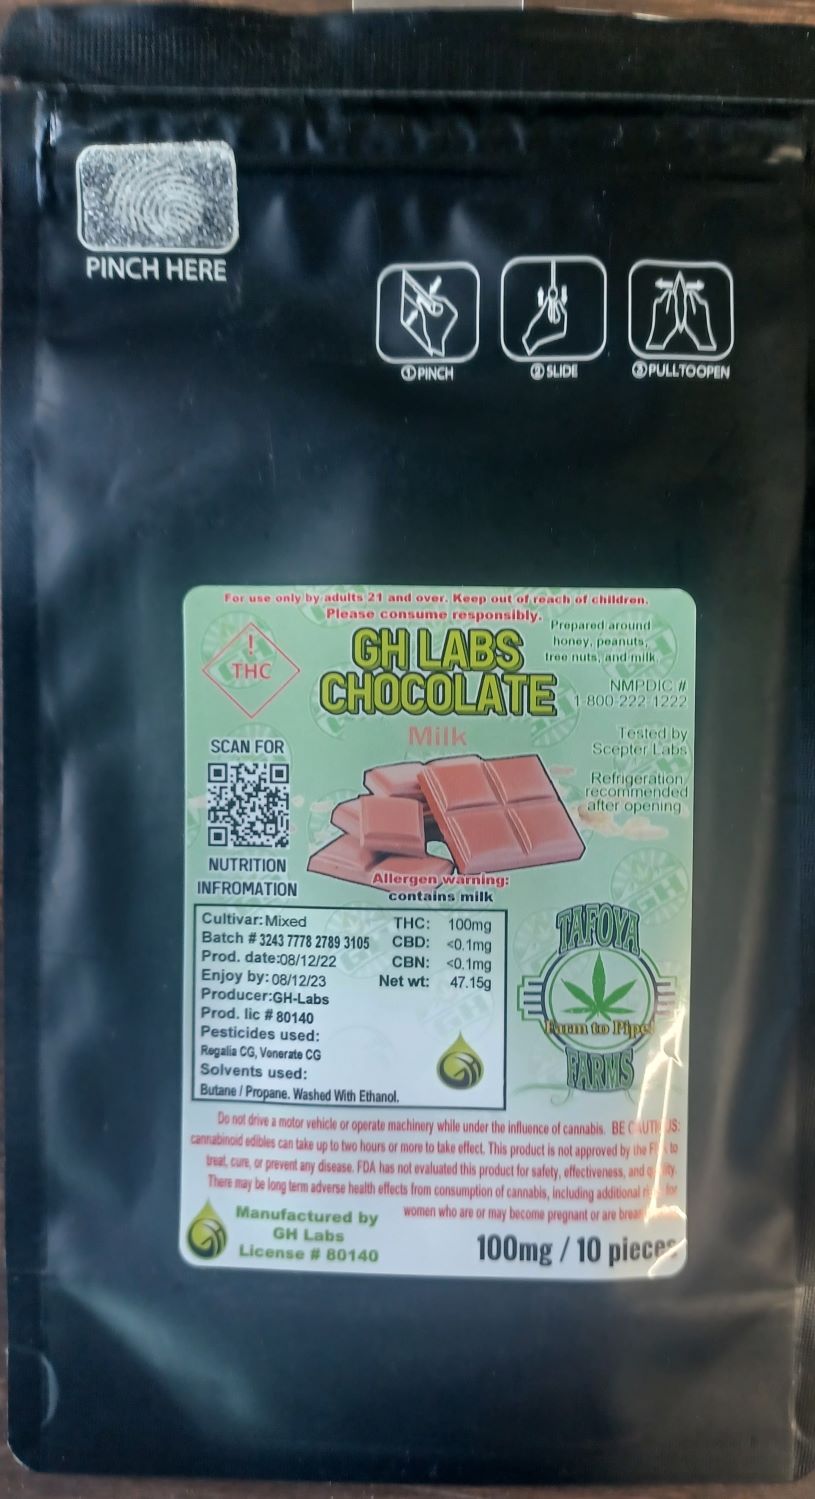 PINCH HERE
①PINCH
②SLIDE
③PULLTOOPEN
For use only by adults 21 and over. Keep out of reach of children.
Please consume responsibly.
Prepared around
honey, peanuts,
tree nuts, and milk.
!
THC
GH LABS
CHOCOLATE
Milk
NMPDIC #
1-800-222-1222
Tested by
Scepter Labs
Refrigeration
recommended
after opening
SCAN FOR
NUTRITION
INFROMATION
Allergen warning:
contains milk
Cultivar: Mixed
Batch # 3243 7778 2789 3105
Prod. date:08/12/22
Enjoy by: 08/12/23
Producer:GH-Labs
Prod. lic # 80140
Pesticides used:
Regalia CG, Venerate CG
Solvents used:
Butane / Propane. Washed With Ethanol.
THC: 100mg
CBD: <0.1mg
CBN: <0.1mg
Net wt: 47.15g
TAFOYA
Farm to Pipe!
FARMS
Do not drive a motor vehicle or operate machinery while under the influence of cannabis. BE
cannabinoid edibles can take up to two hours or more to take effect. This product is not approved by the to
treat, cure, or prevent any disease. FDA has not evaluated this product for safety, effectiveness, and
There may be long term adverse health effects from consumption of cannabis, including additional for
women who are or may become pregnant or are
Manufactured by
GH Labs
License # 80140
100mg / 10 pieces